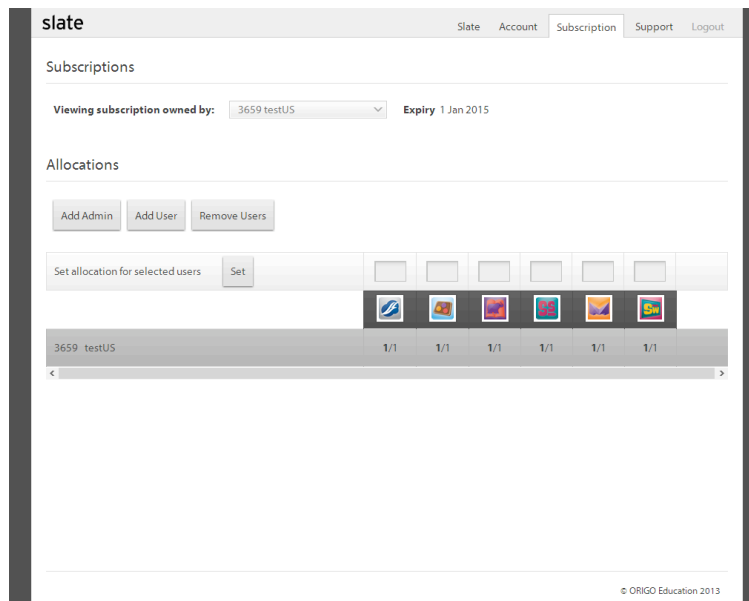 slate
Slate Account Subscription Support Logout
Subscriptions
Viewing subscription owned by: 3659 testUS Expiry 1 Jan 2015
Allocations
Add Admin Add User Remove Users
Set allocation for selected users Set
Sw
3659 testUS 1/1 1/1 1/1 1/1 1/1 1/1
© ORIGO Education 2013